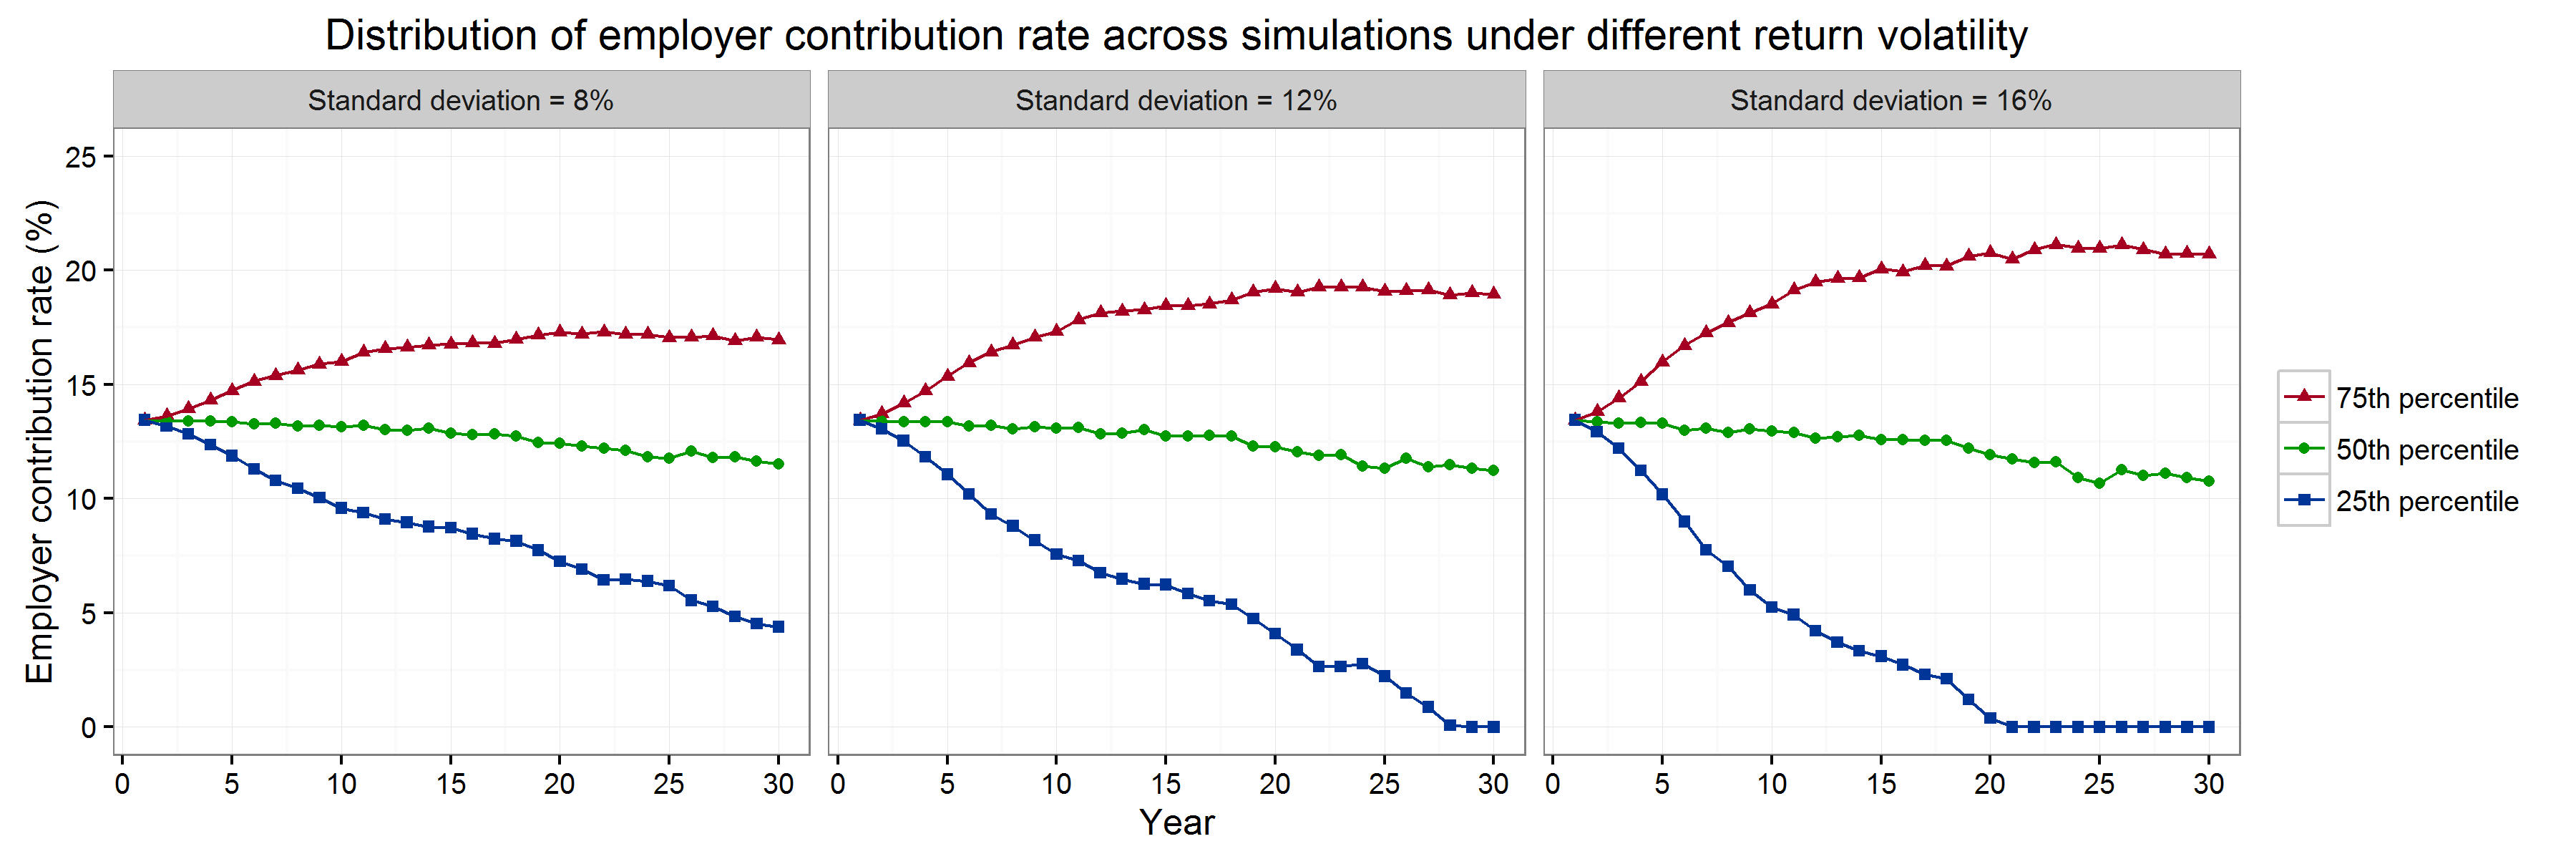 Distribution of employer contribution rate across simulations under different return volatility
Standard deviation = 8%
Standard deviation = 12%
Standard deviation = 16%
Employer contribution rate (%)
25
20
15
10
5
0
0 5 10 15 20 25 30
0 5 10 15 20 25 30
0 5 10 15 20 25 30
Year
75th percentile
50th percentile
25th percentile